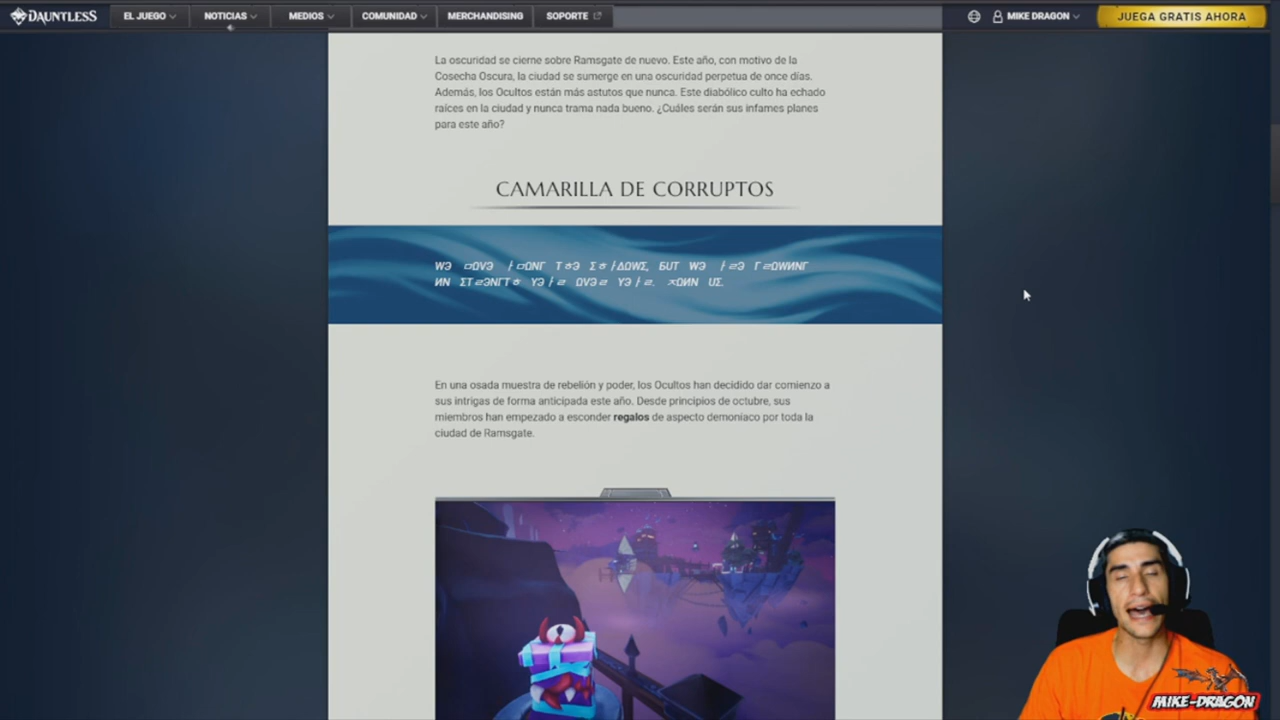 DAUNTLESS
EL JUEGO
NOTICIAS
MEDIOS
COMUNIDAD
MERCHANDISING
SOPORTE
MIKE DRAGON
JUEGA GRATIS AHORA
La oscuridad se cierne sobre Ramsgate de nuevo. Este año, con motivo de la
Cosecha Oscura, la ciudad se sumerge en una oscuridad perpetua de once días.
Además, los Ocultos están más astutos que nunca. Este diabólico culto ha echado
raíces en la ciudad y nunca trama nada bueno. ¿Cuáles serán sus infames planes
para este año?
CAMARILLA DE CORRUPTOS
En una osada muestra de rebelión y poder, los Ocultos han decidido dar comienzo a
sus intrigas de forma anticipada este año. Desde principios de octubre, sus
miembros han empezado a esconder regalos de aspecto demoníaco por toda la
ciudad de Ramsgate.
MIKE-DRAGON